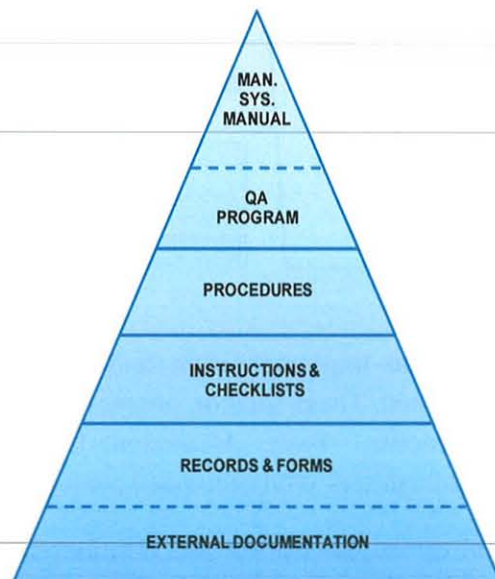 MAN.
SYS.
MANUAL
QA
PROGRAM
PROCEDURES
INSTRUCTIONS &
CHECKLISTS
RECORDS & FORMS
EXTERNAL DOCUMENTATION